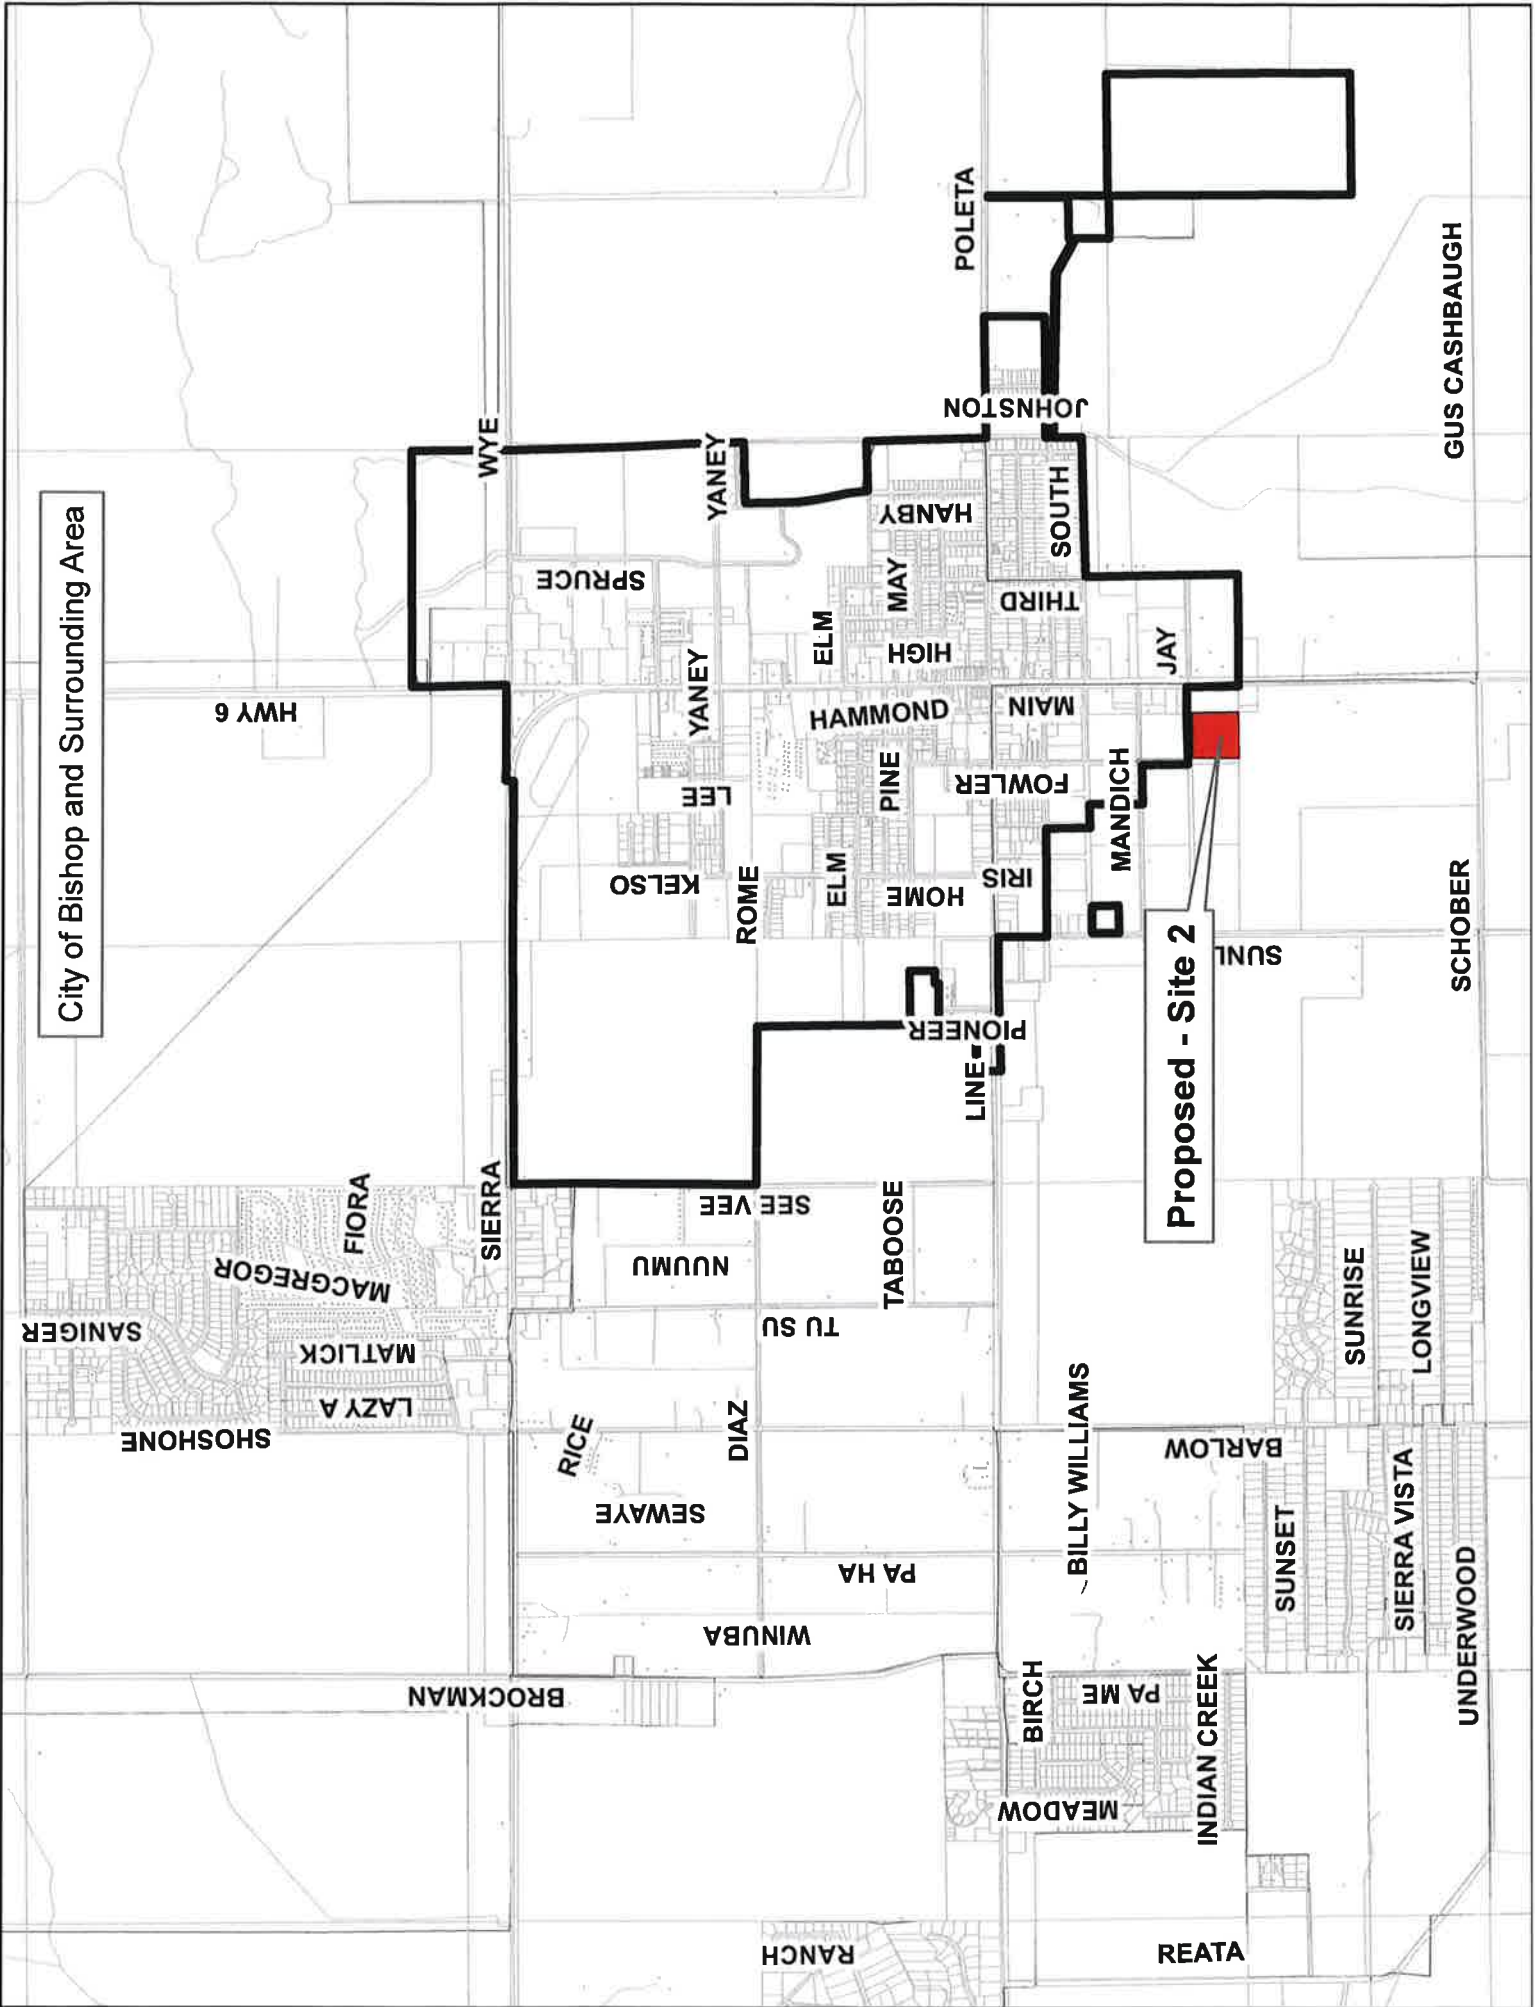 City of Bishop and Surrounding Area
SANIGER
SHOSHONE
MACGREGOR
FIORA
MATLICK
LAZY A
HWY 6
BROCKMAN
SIERRA
WYE
RICE
SEWAYE
NUUMU
SEE VEE
KELSO
LEE
YANEY
SPRUCE
YANEY
WINUBA
DIAZ
TU SU
ROME
RANCH
PA HA
TABOOSE
ELM
HAMMOND
ELM
PINE
HIGH
MAY
HANBY
PIONEER
HOME
LINE
IRIS
FOWLER
MAIN
THIRD
SOUTH
JOHNSTON
POLETA
MEADOW
BIRCH
PA ME
BILLY WILLIAMS
MANDICH
JAY
REATA
INDIAN CREEK
BARLOW
Proposed - Site 2
SUNL
SUNSET
SUNRISE
SIERRA VISTA
LONGVIEW
UNDERWOOD
SCHOBER
GUS CASHBAUGH